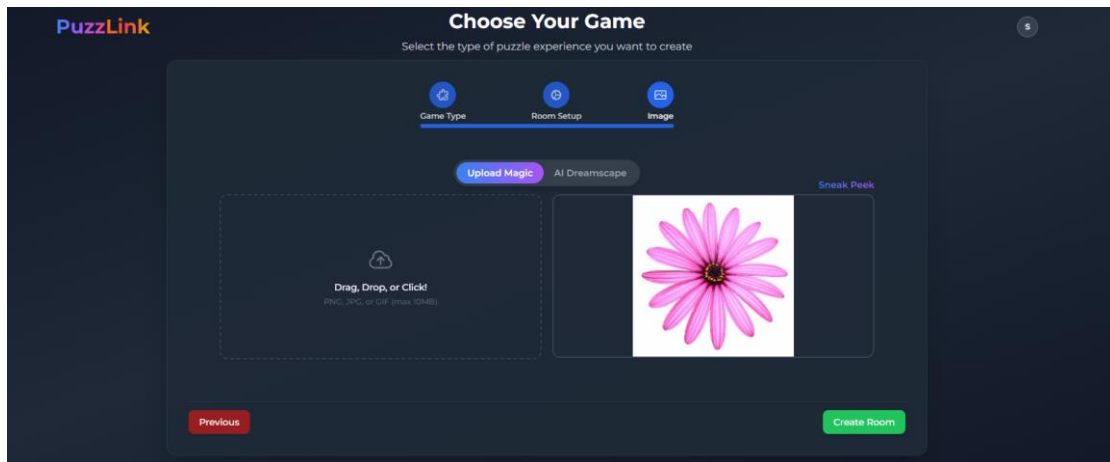 PuzzLink
Choose Your Game
S
Select the type of puzzle experience you want to create
Game Type
Room Setup
Image
Upload Magic
AI Dreamscape
Sneak Peek
Drag, Drop, or Click!
PNG, JPG, or GIF (max 10MB)
Previous
Create Room